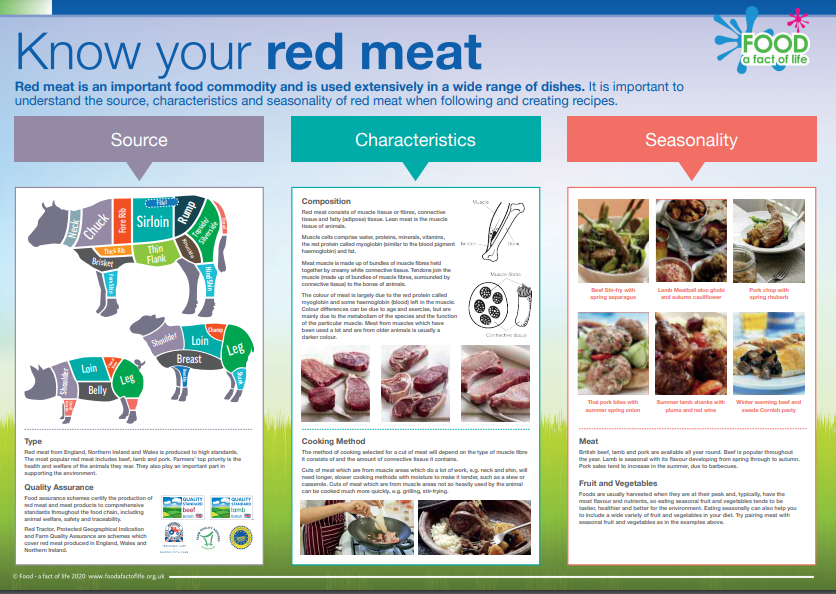 Know your red meat
FOOD
a fact of life
Red meat is an important food commodity and is used extensively in a wide range of dishes. It is important to
understand the source, characteristics and seasonality of red meat when following and creating recipes.
Source
Neck
Chuck
Fore Rib
Fillet
Sirloin
Rump
Topside/
Silverside
Thick Rib
Thin
Flank
Brisket
Shoulder
Loin
Chump
Leg
Breast
Shoulder
Loin
Belly
Leg
Type
Red meat from England, Northern Ireland and Wales is produced to high standards.
The most popular red meat includes beef, lamb and pork. Farmers' top priority is the
health and welfare of the animals they rear. They also play an important part in
supporting the environment.
Quality Assurance
Food assurance schemes certify the production of
red meat and meat products to comprehensive
standards throughout the food chain, including
animal welfare, safety and traceability.
Red Tractor, Protected Geographical Indication
and Farm Quality Assurance are schemes which
cover red meat produced in England, Wales and
Northern Ireland.
QUALITY
STANDARD
beef
QUALITY
STANDARD
lamb
Characteristics
Composition
Red meat consists of muscle tissue or fibres, connective
tissue and fatty (adipose) tissue. Lean meat is the muscle
tissue of animals.
Muscle cells comprise water, proteins, minerals, vitamins,
the red protein called myoglobin (similar to the blood pigment
haemoglobin) and fat.
Meat muscle is made up of bundles of muscle fibres held
together by creamy white connective tissue. Tendons join the
muscle (made up of bundles of muscle fibres, surrounded by
connective tissue) to the bones of animals.
The colour of meat is largely due to the red protein called
myoglobin and some haemoglobin (blood) left in the muscle.
Colour differences can be due to age and exercise, but are
mainly due to the metabolism of the species and the function
of the particular muscle. Meat from muscles which have
been used a lot and are from older animals is usually a
darker colour.
Muscle
Tendon
Bone
Muscle fibres
Connective tissue
Cooking Method
The method of cooking selected for a cut of meat will depend on the type of muscle fibre
it consists of and the amount of connective tissue it contains.
Cuts of meat which are from muscle areas which do a lot of work, e.g. neck and shin, will
need longer, slower cooking methods with moisture to make it tender, such as a stew or
casserole. Cuts of meat which are from muscle areas not as heavily used by the animal
can be cooked much more quickly, e.g. grilling, stir-frying.
Seasonality
Beef Stir-fry with
spring asparagus
Lamb Meatball aloo ghobi
and autumn cauliflower
Pork chop with
spring rhubarb
Thai pork bites with
summer spring onion
Summer lamb shanks with
plums and red wine
Winter warming beef and
swede Cornish pasty
Meat
British beef, lamb and pork are available all year round. Beef is popular throughout
the year. Lamb is seasonal with its flavour developing from spring through to autumn.
Pork sales tend to increase in the summer, due to barbecues.
Fruit and Vegetables
Foods are usually harvested when they are at their peak and, typically, have the
most flavour and nutrients, so eating seasonal fruit and vegetables tends to be
tastier, healthier and better for the environment. Eating seasonally can also help you
to include a wide variety of fruit and vegetables in your diet. Try pairing meat with
seasonal fruit and vegetables as in the examples above.
© Food - a fact of life 2020 www.foodafactoflife.org.uk